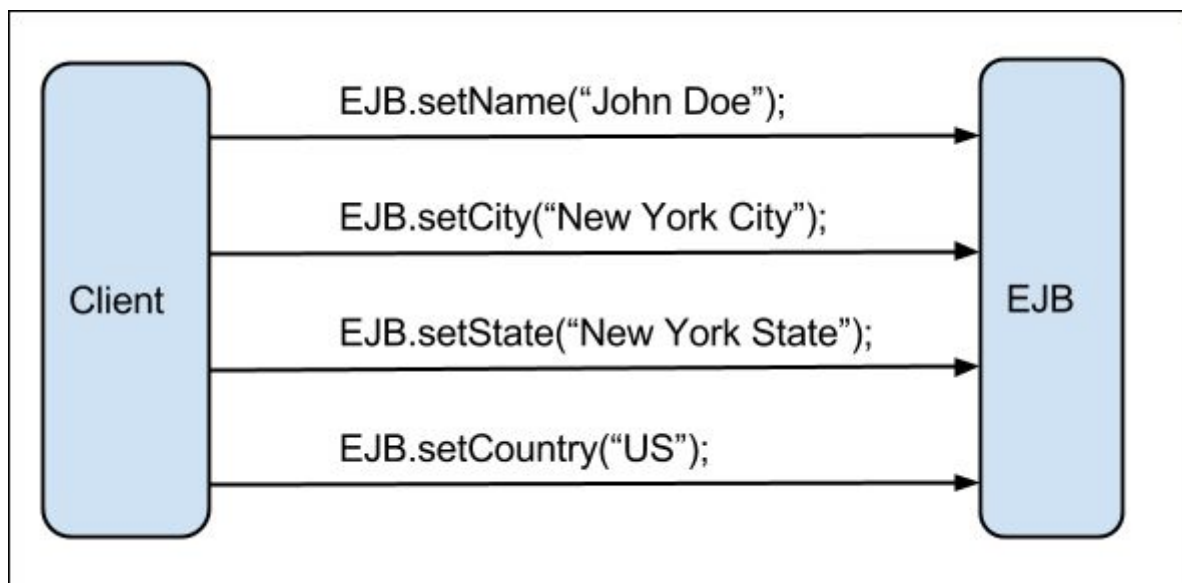 EJB.setName(“John Doe”);
EJB.setCity(“New York City”);
Client
EJB
EJB.setState(“New York State”);
EJB.setCountry(“US”);